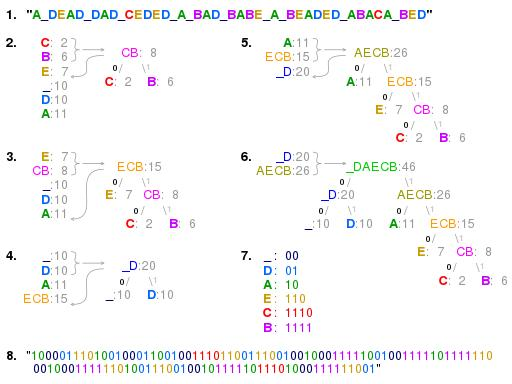 1. "A_DEAD_DAD_CEDED_A_BAD_BABE_A_BEADED_ABACA_BED"
2.
C: 2
B: 6
E: 7
_:10
D:10
A:11
CB: 8
0 1
C: 2 B: 6
3.
E: 7
CB: 8
_:10
D:10
A:11
ECB:15
0 1
E: 7 CB: 8
0 1
C: 2 B: 6
4.
_:10
D:10
A:11
ECB:15
_D:20
0 1
_:10 D:10
5.
A:11
ECB:15
_D:20
AECB:26
0 1
A:11 ECB:15
0 1
E: 7 CB: 8
0 1
C: 2 B: 6
6.
_D:20
AECB:26
_DAECB:46
0 1
_D:20 AECB:26
0 1 0 1
_:10 D:10 A:11 ECB:15
0 1
E: 7 CB: 8
0 1
C: 2 B: 6
7.
_: 00
D: 01
A: 10
E: 110
C: 1110
B: 1111
8. "100001110100100011001001110110011100100100011111001001111101111110
0010001111110100111001001011111011101000111111001"